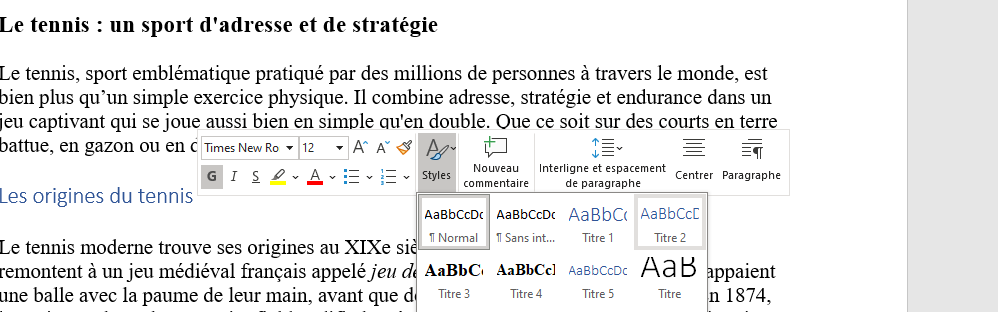 Le tennis : un sport d'adresse et de stratégie
Le tennis, sport emblématique pratiqué par des millions de personnes à travers le monde, est
bien plus qu’un simple exercice physique. Il combine adresse, stratégie et endurance dans un
jeu captivant qui se joue aussi bien en simple qu'en double. Que ce soit sur des courts en terre
battue, en gazon ou en d
Times New Ro 12 A A
G I S A Styles Nouveau commentaire Interligne et espacement de paragraphe Centrer Paragraphe
Les origines du tennis
AaBbCcDc AaBbCcDc AaBbCc AaBbCcD
¶ Normal ¶ Sans int... Titre 1 Titre 2
Le tennis moderne trouve ses origines au XIXe siè
AaBbC AaBbCcI AaBbCcDc AaB
remontent à un jeu médiéval français appelé jeu de appaient
Titre 3 Titre 4 Titre 5 Titre
une balle avec la paume de leur main, avant que de n 1874,